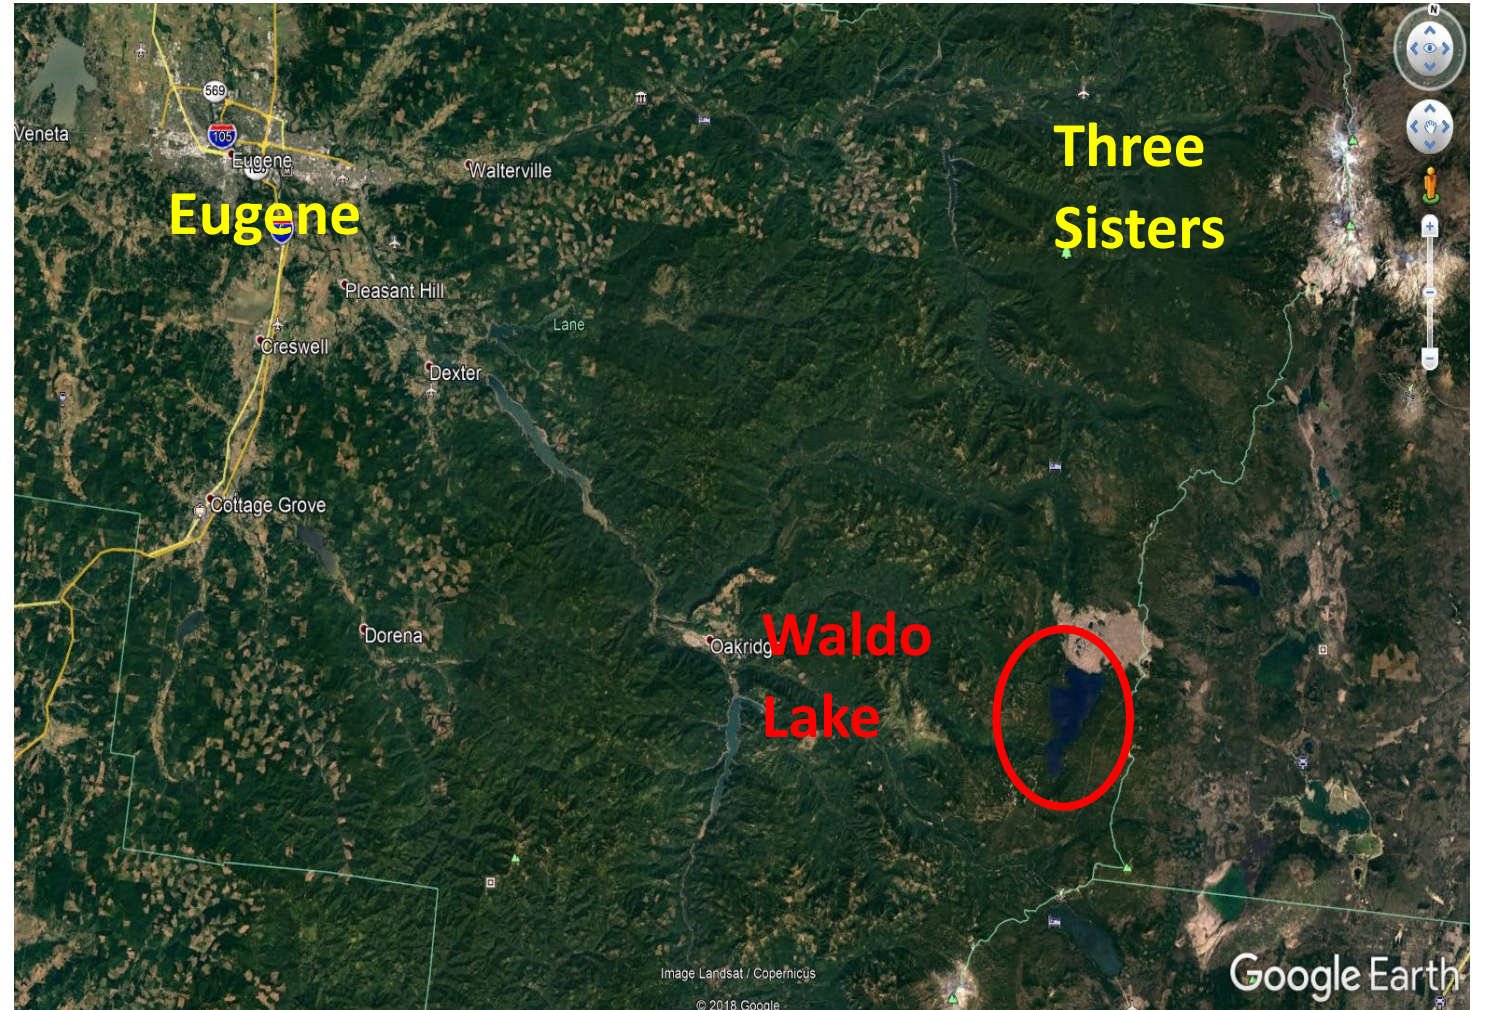 N
569
Veneta
105
Eugene
Walterville
Three
Sisters
Eugene
Pleasant Hill
Lane
Creswell
Dexter
Cottage Grove
Dorena
Oakridge
Waldo
Lake
Image Landsat / Copernicus
© 2018 Google
Google Earth